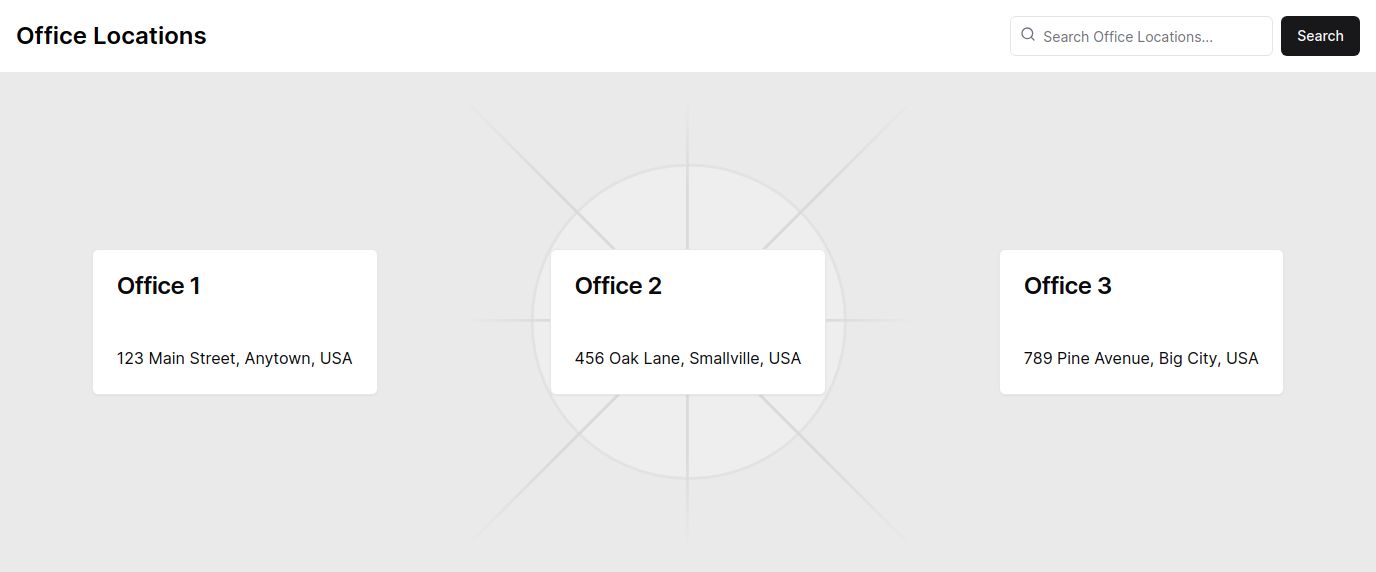 Office Locations
Search Office Locations...
Search
Office 1
123 Main Street, Anytown, USA
Office 2
456 Oak Lane, Smallville, USA
Office 3
789 Pine Avenue, Big City, USA